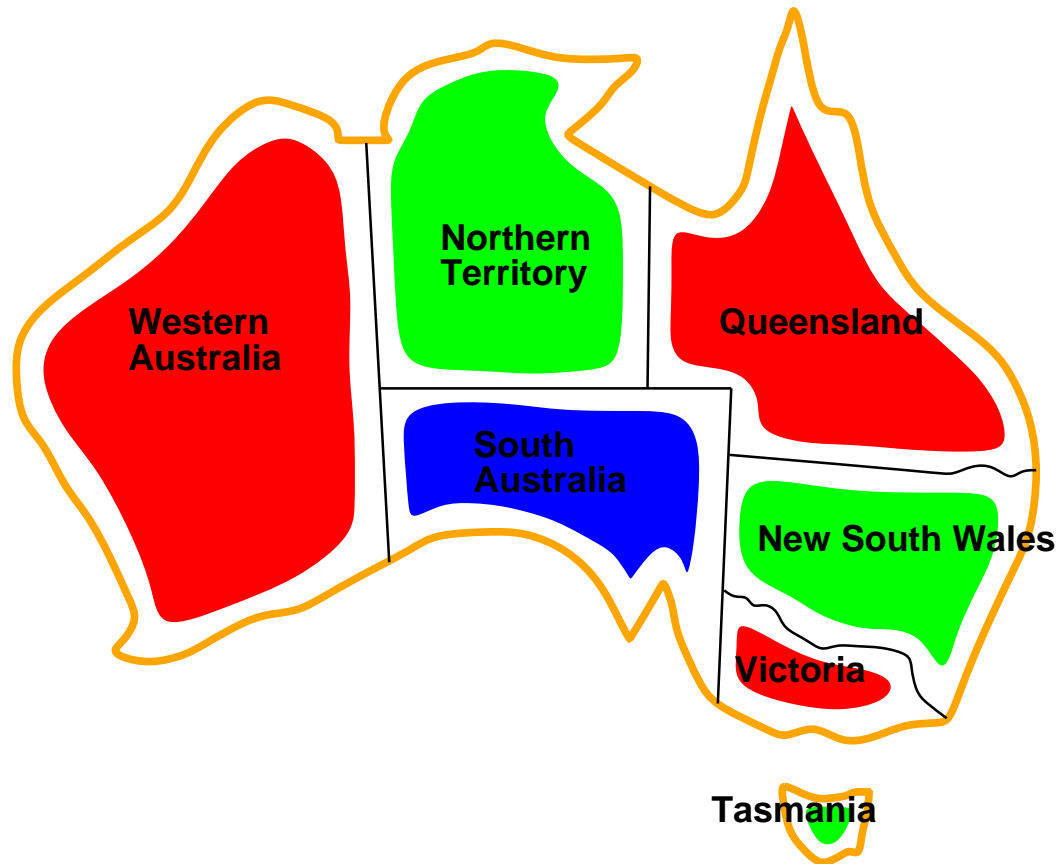 Northern
Territory
Western
Australia
Queensland
South
Australia
New South Wales
Victoria
Tasmania